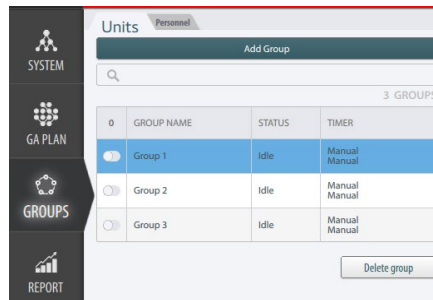 Units Personnel
Add Group
SYSTEM
3 GROUPS
0 GROUP NAME STATUS TIMER
GA PLAN
Group 1 Idle Manual
Manual
Group 2 Idle Manual
Manual
GROUPS
Group 3 Idle Manual
Manual
Delete group
REPORT